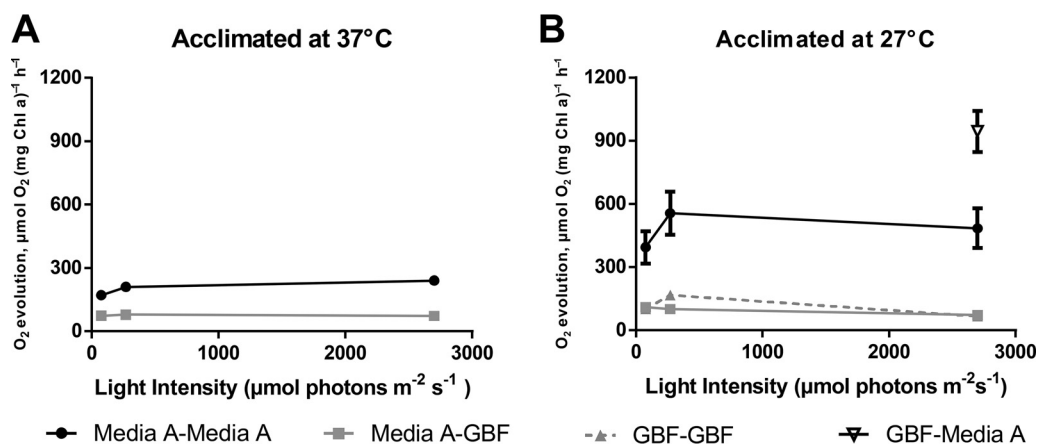 A
Acclimated at 37°C
O₂ evolution, µmol O₂ (mg Chl a)⁻¹ h⁻¹
1200
900
600
300
0
0 1000 2000 3000
Light Intensity (µmol photons m⁻² s⁻¹ )
B
Acclimated at 27°C
O₂ evolution, µmol O₂ (mg Chl a)⁻¹ h⁻¹
1200
900
600
300
0
0 1000 2000 3000
Light Intensity (µmol photons m⁻²s⁻¹)
Media A-Media A Media A-GBF GBF-GBF GBF-Media A